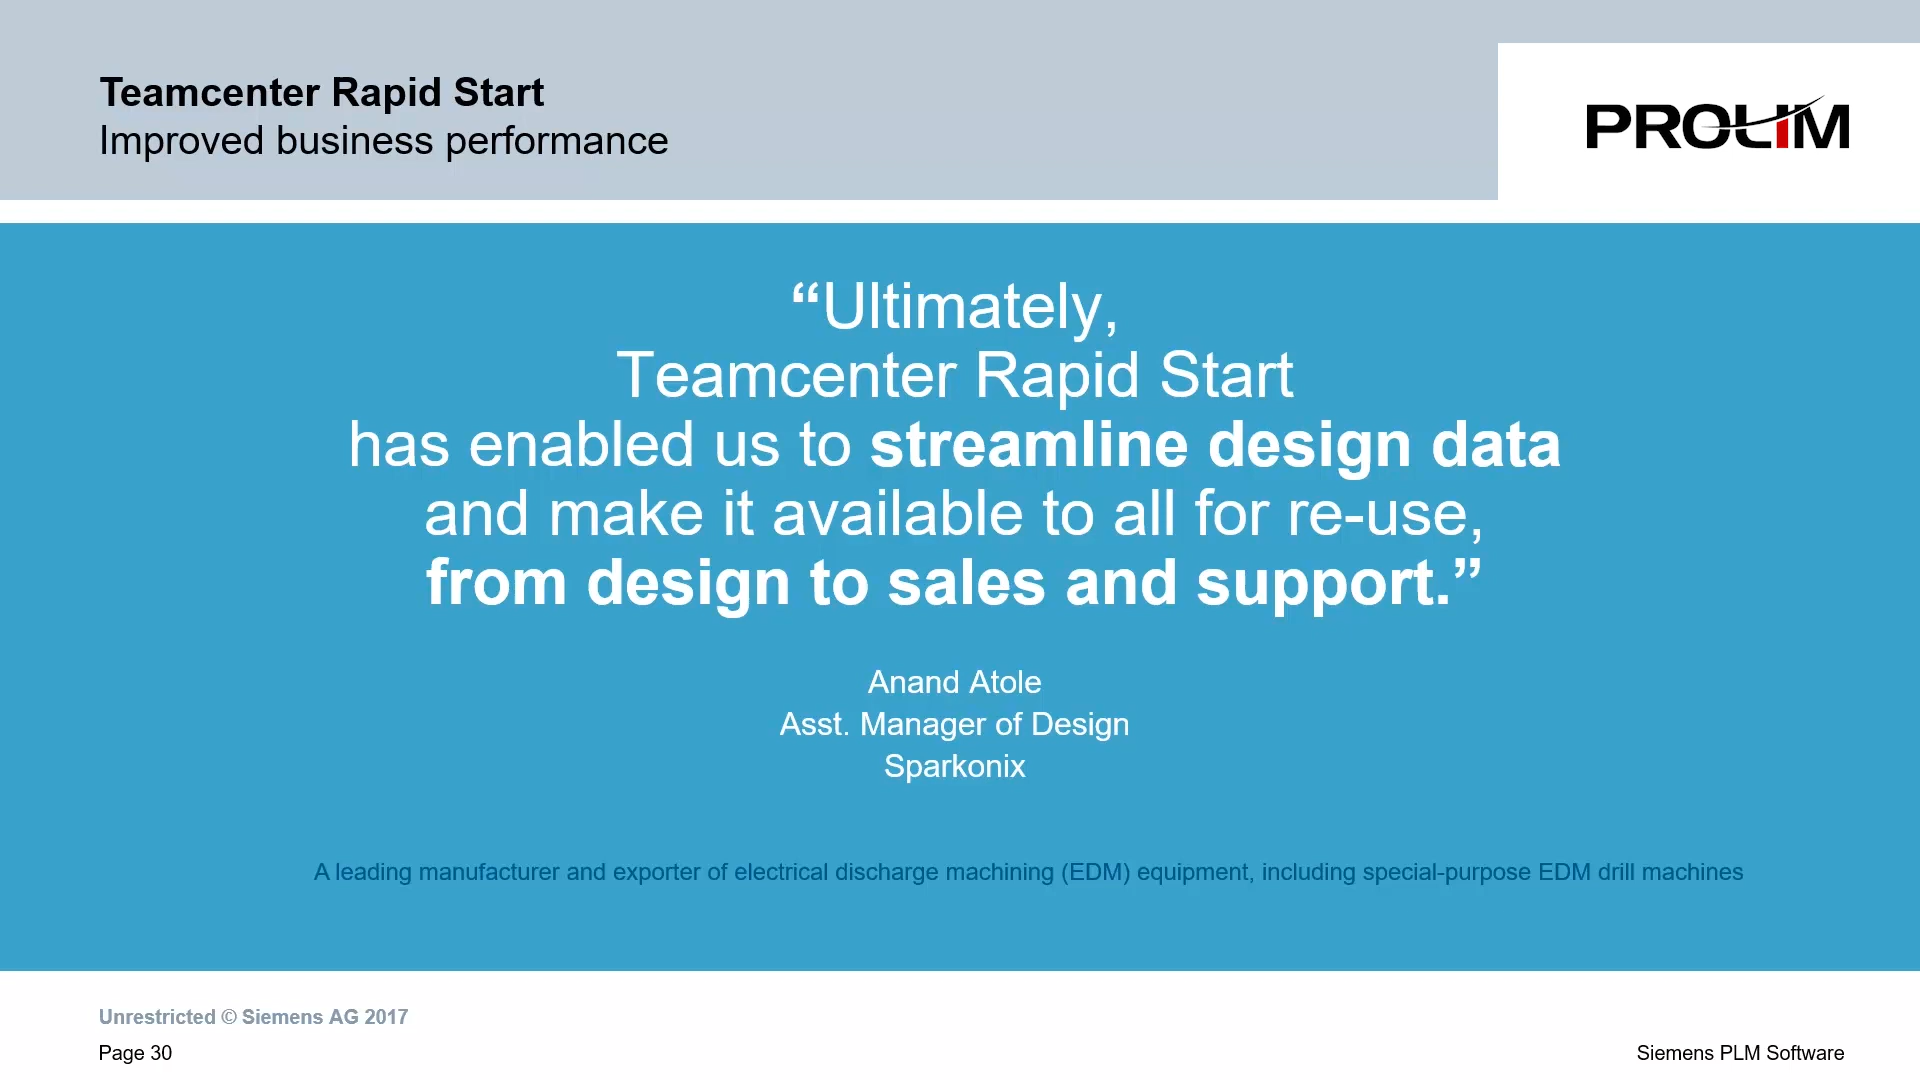 Teamcenter Rapid Start
Improved business performance
PROLIM
“Ultimately,
Teamcenter Rapid Start
has enabled us to streamline design data
and make it available to all for re-use,
from design to sales and support.”
Anand Atole
Asst. Manager of Design
Sparkonix
A leading manufacturer and exporter of electrical discharge machining (EDM) equipment, including special-purpose EDM drill machines
Unrestricted © Siemens AG 2017
Page 30
Siemens PLM Software